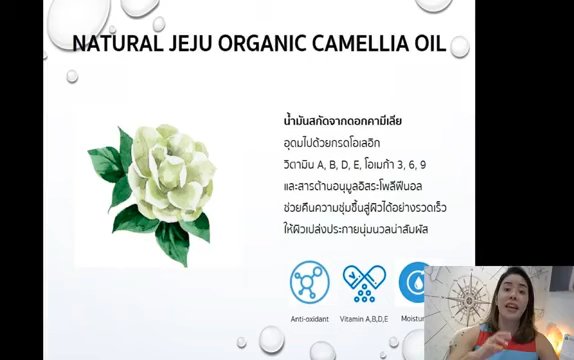 NATURAL JEJU ORGANIC CAMELLIA OIL
น้ำมันสกัดจากดอกคามีเลีย
อุดมไปด้วยกรดโอเลอิก
วิตามิน A, B, D, E, โอเมก้า 3, 6, 9
และสารต้านอนุมูลอิสระโพลีฟีนอล
ช่วยคืนความชุ่มชื้นสู่ผิวได้อย่างรวดเร็ว
ให้ผิวเปล่งประกายนุ่มนวลน่าสัมผัส
Anti-oxidant
Vitamin A,B,D,E